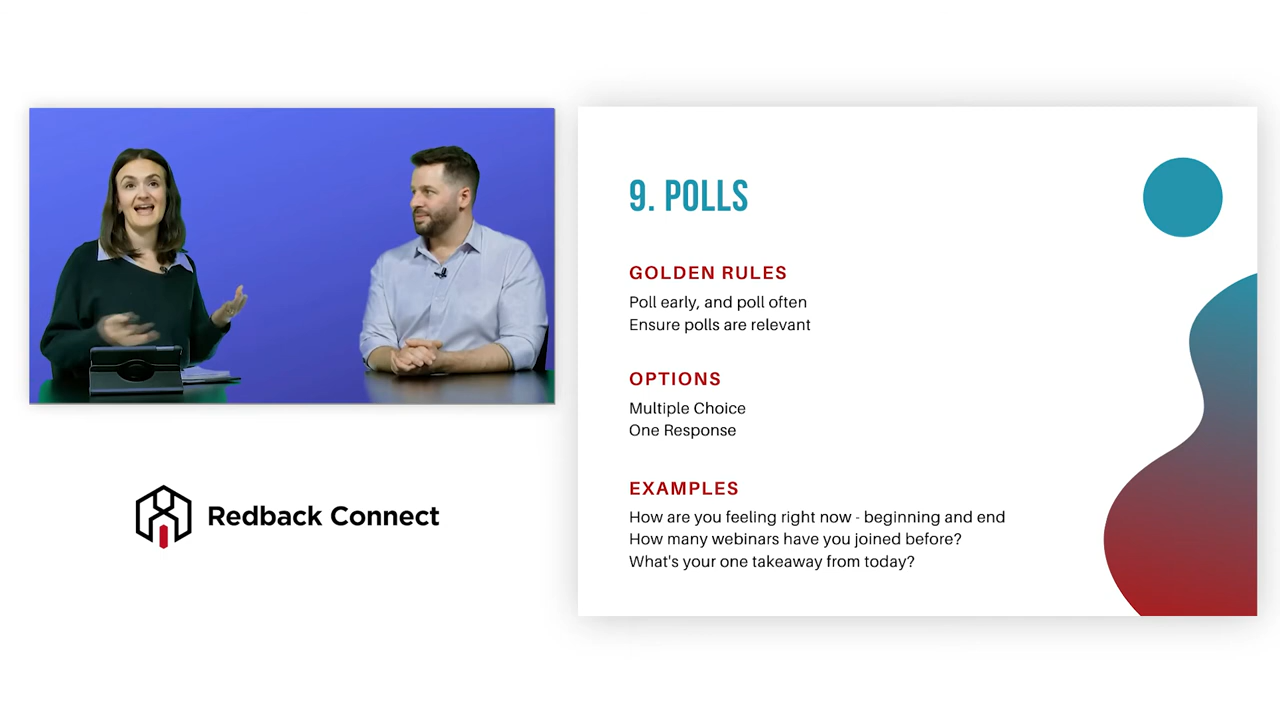 Redback Connect
9. POLLS
GOLDEN RULES
Poll early, and poll often
Ensure polls are relevant
OPTIONS
Multiple Choice
One Response
EXAMPLES
How are you feeling right now - beginning and end
How many webinars have you joined before?
What's your one takeaway from today?